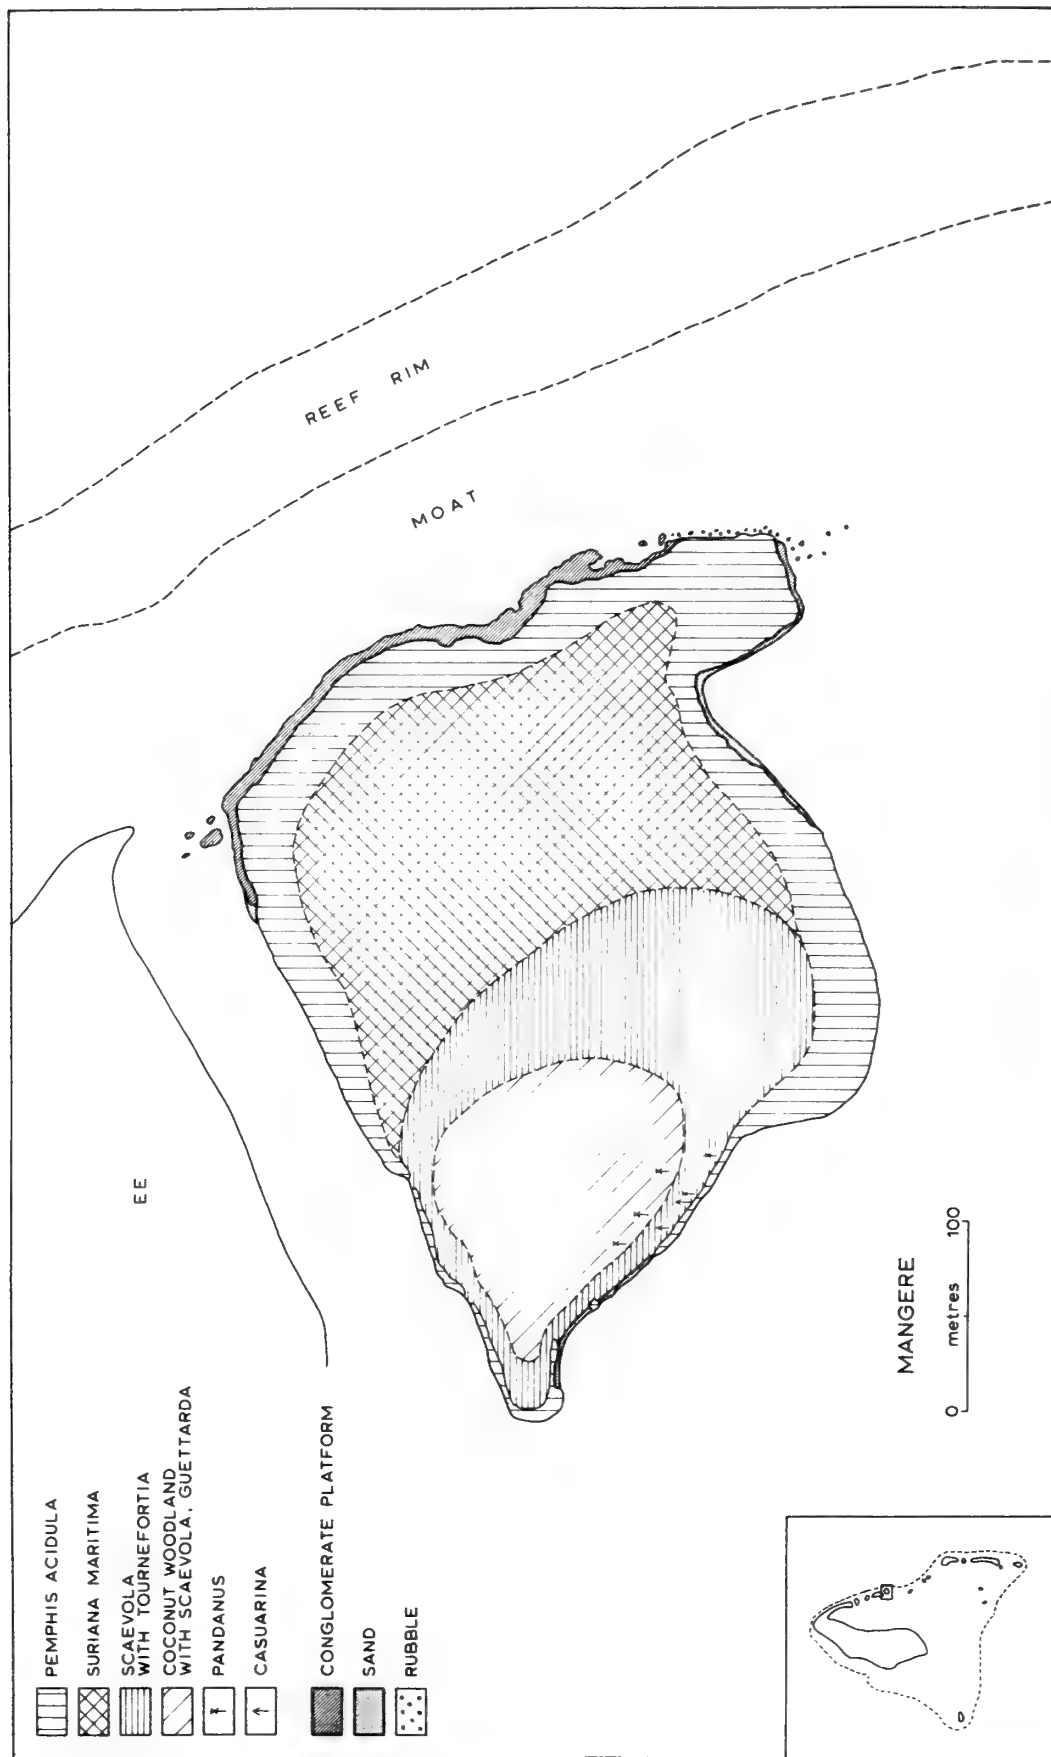 REEF RIM
MOAT
EE
PEMPHIS ACIDULA
SURIANA MARITIMA
SCAEVOLA
WITH TOURNEFORTIA
COCONUT WOODLAND
WITH SCAEVOLA, GUETTARDA
PANDANUS
CASUARINA
CONGLOMERATE PLATFORM
SAND
RUBBLE
MANGERE
0 metres 100